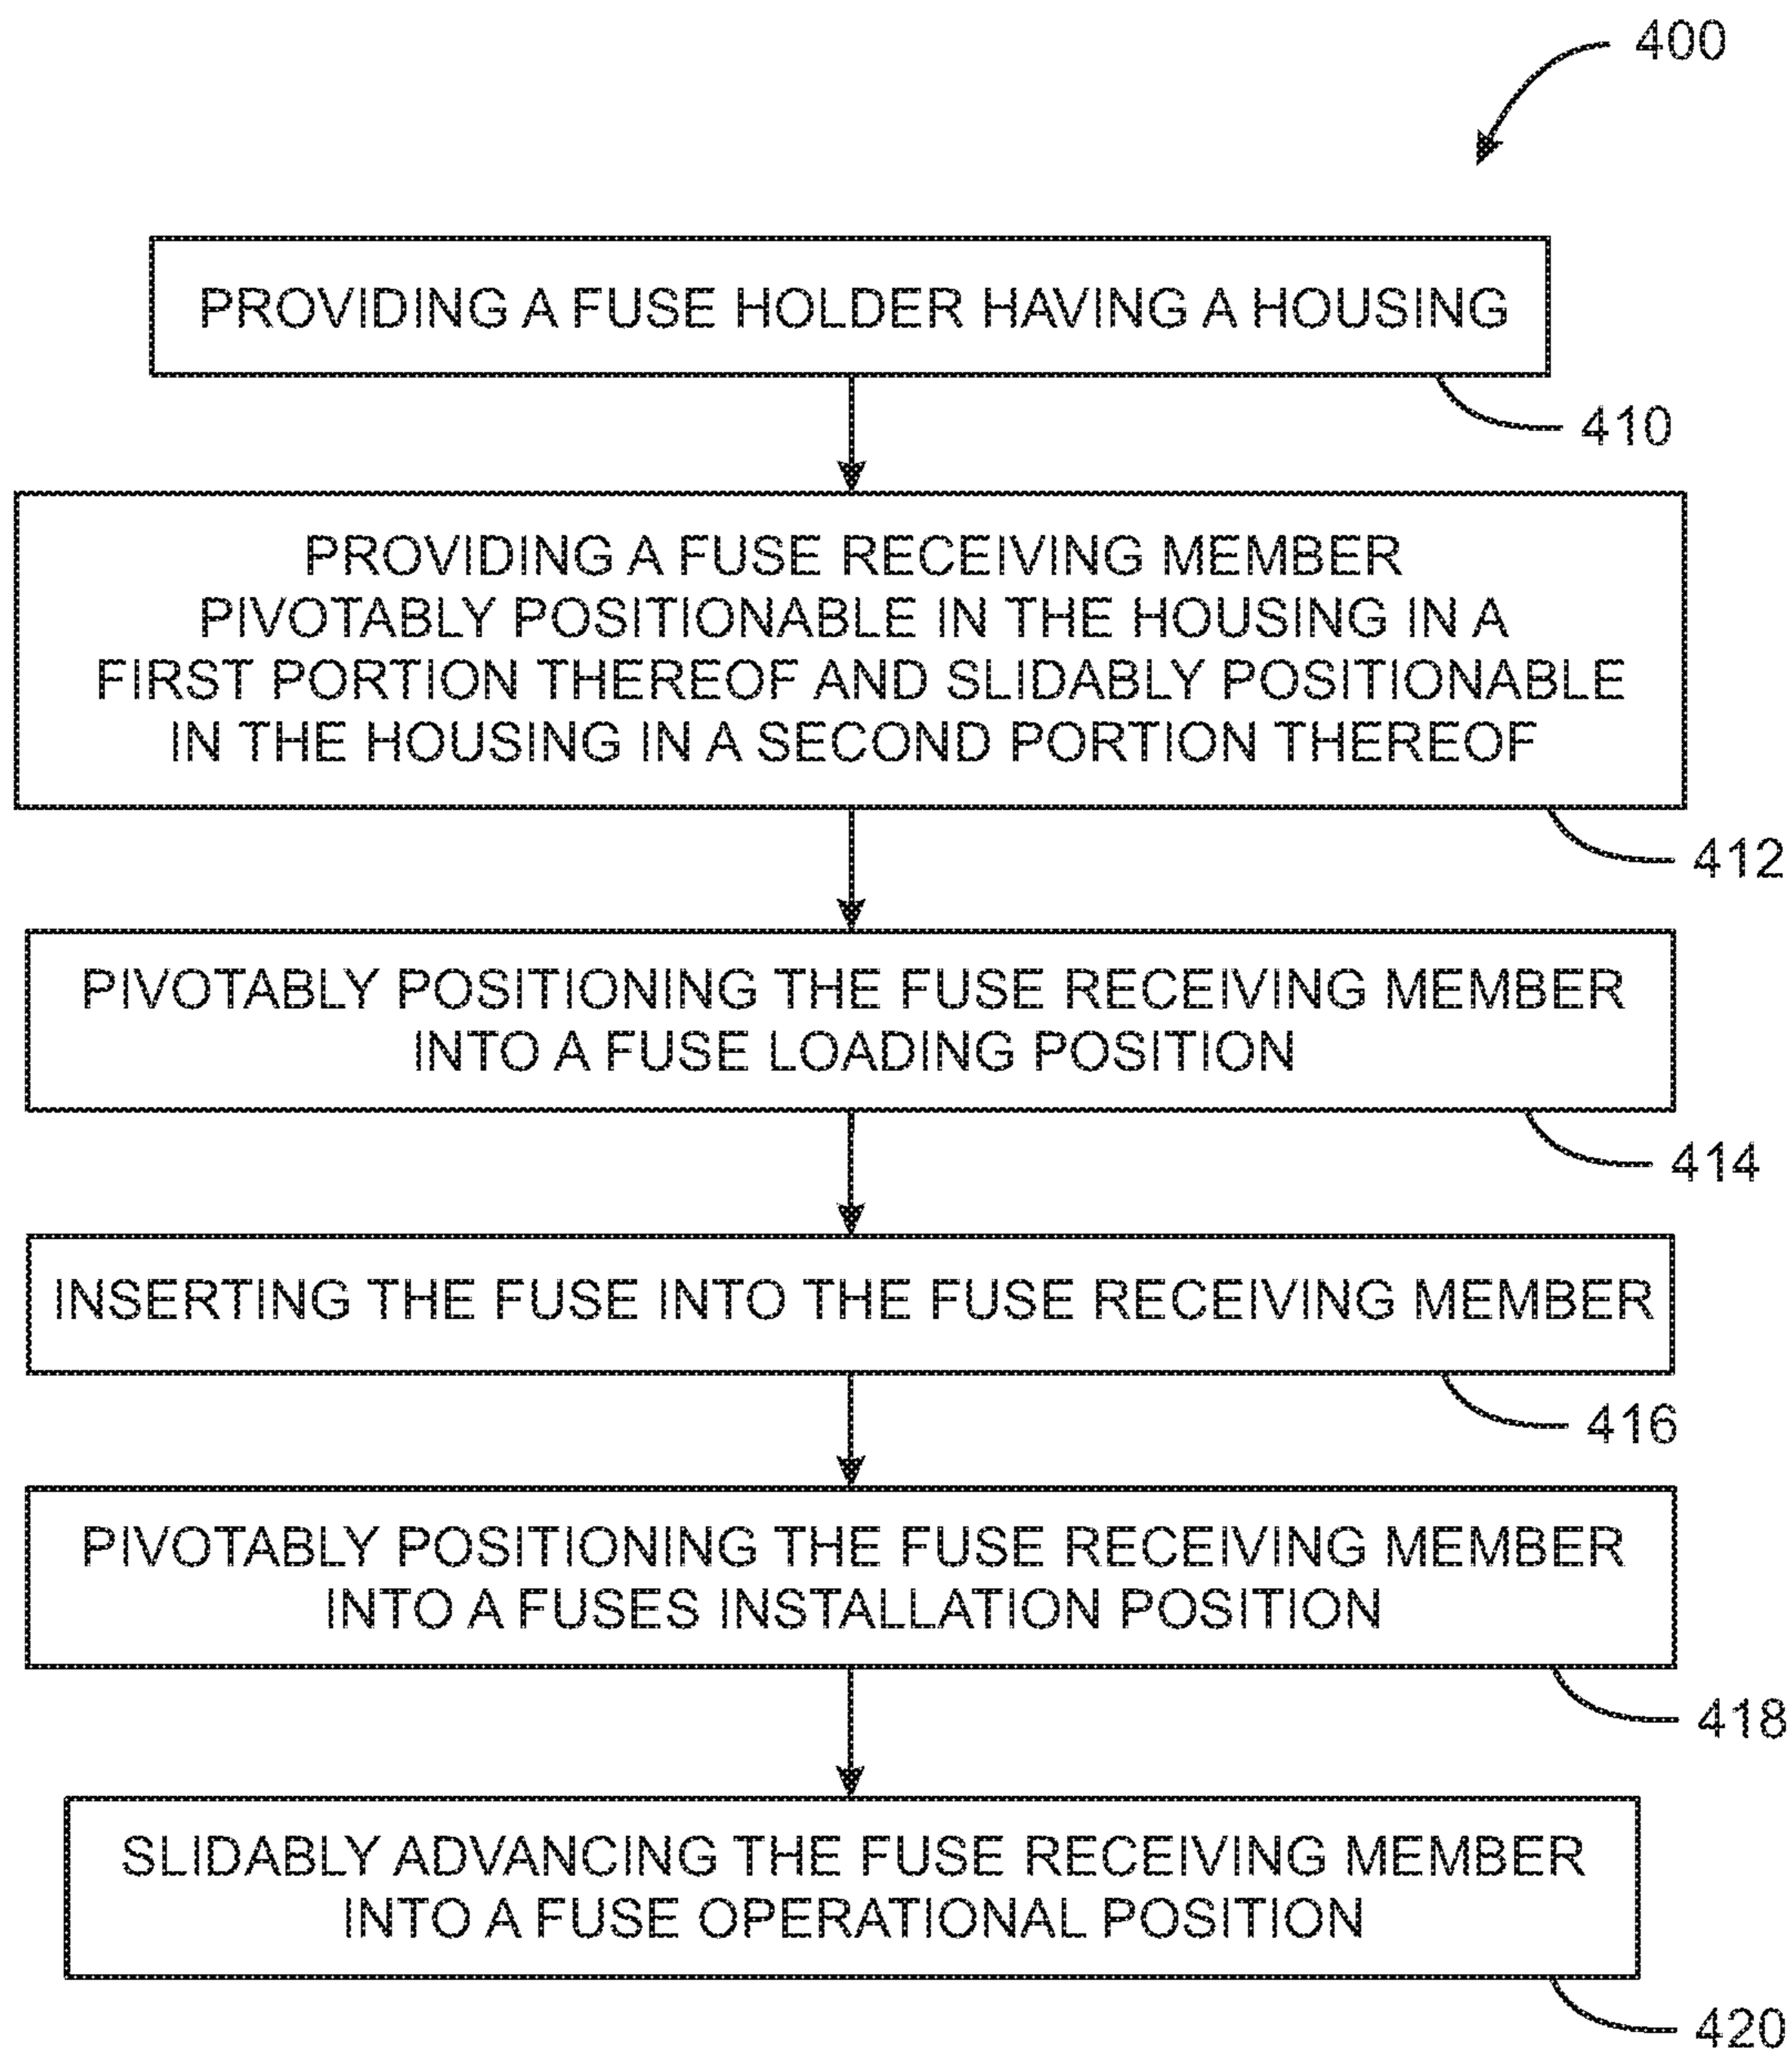 400
PROVIDING A FUSE HOLDER HAVING A HOUSING
410
PROVIDING A FUSE RECEIVING MEMBER
PIVOTABLY POSITIONABLE IN THE HOUSING IN A
FIRST PORTION THEREOF AND SLIDABLY POSITIONABLE
IN THE HOUSING IN A SECOND PORTION THEREOF
412
PIVOTABLY POSITIONING THE FUSE RECEIVING MEMBER
INTO A FUSE LOADING POSITION
414
INSERTING THE FUSE INTO THE FUSE RECEIVING MEMBER
416
PIVOTABLY POSITIONING THE FUSE RECEIVING MEMBER
INTO A FUSES INSTALLATION POSITION
418
SLIDABLY ADVANCING THE FUSE RECEIVING MEMBER
INTO A FUSE OPERATIONAL POSITION
420